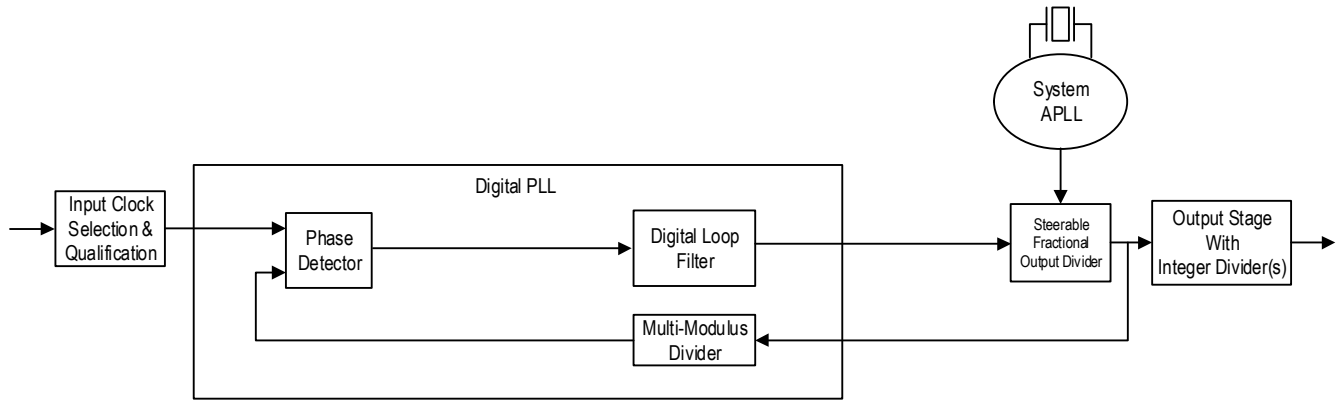 System
APLL
Digital PLL
Input Clock
Selection &
Qualification
Phase
Detector
Digital Loop
Filter
Steerable
Fractional
Output Divider
Output Stage
With
Integer Divider(s)
Multi-Modulus
Divider